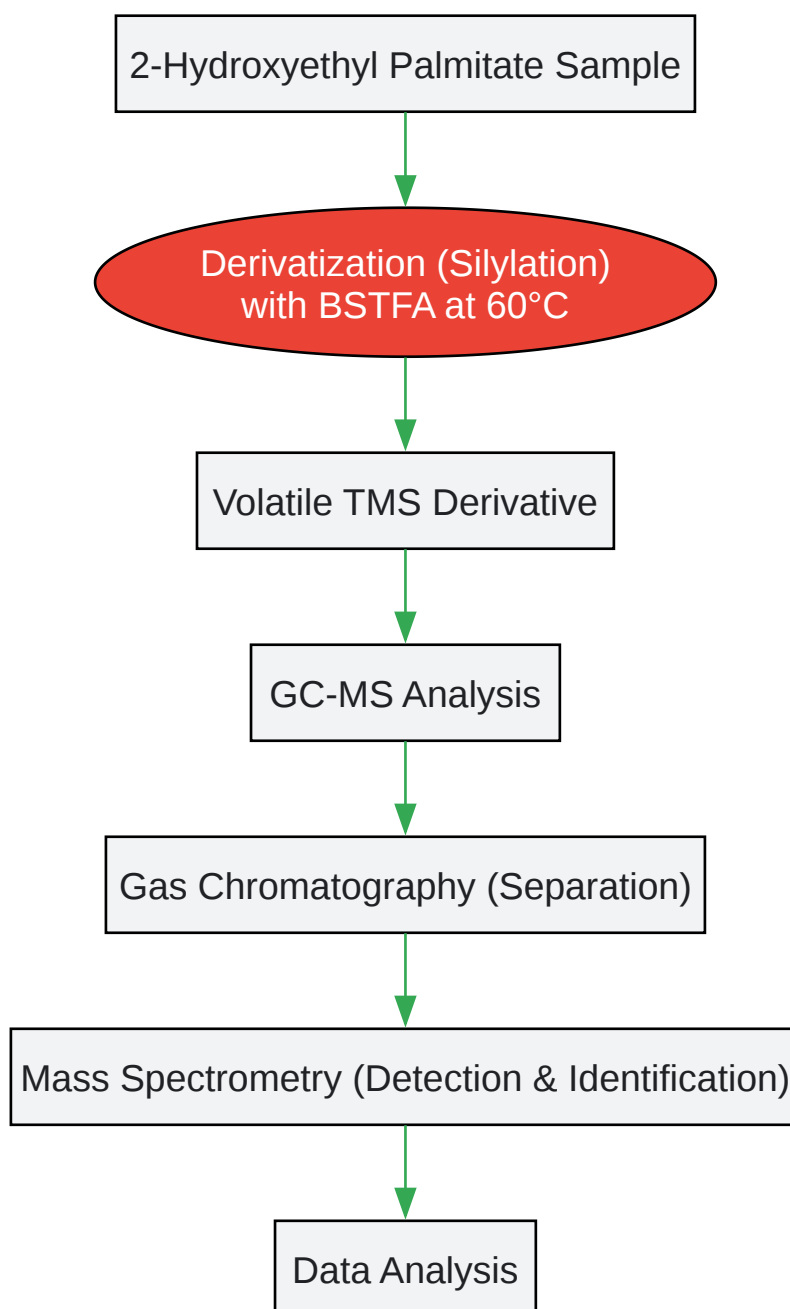 2-Hydroxyethyl Palmitate Sample
Derivatization (Silylation)
with BSTFA at 60°C
Volatile TMS Derivative
GC-MS Analysis
Gas Chromatography (Separation)
Mass Spectrometry (Detection & Identification)
Data Analysis